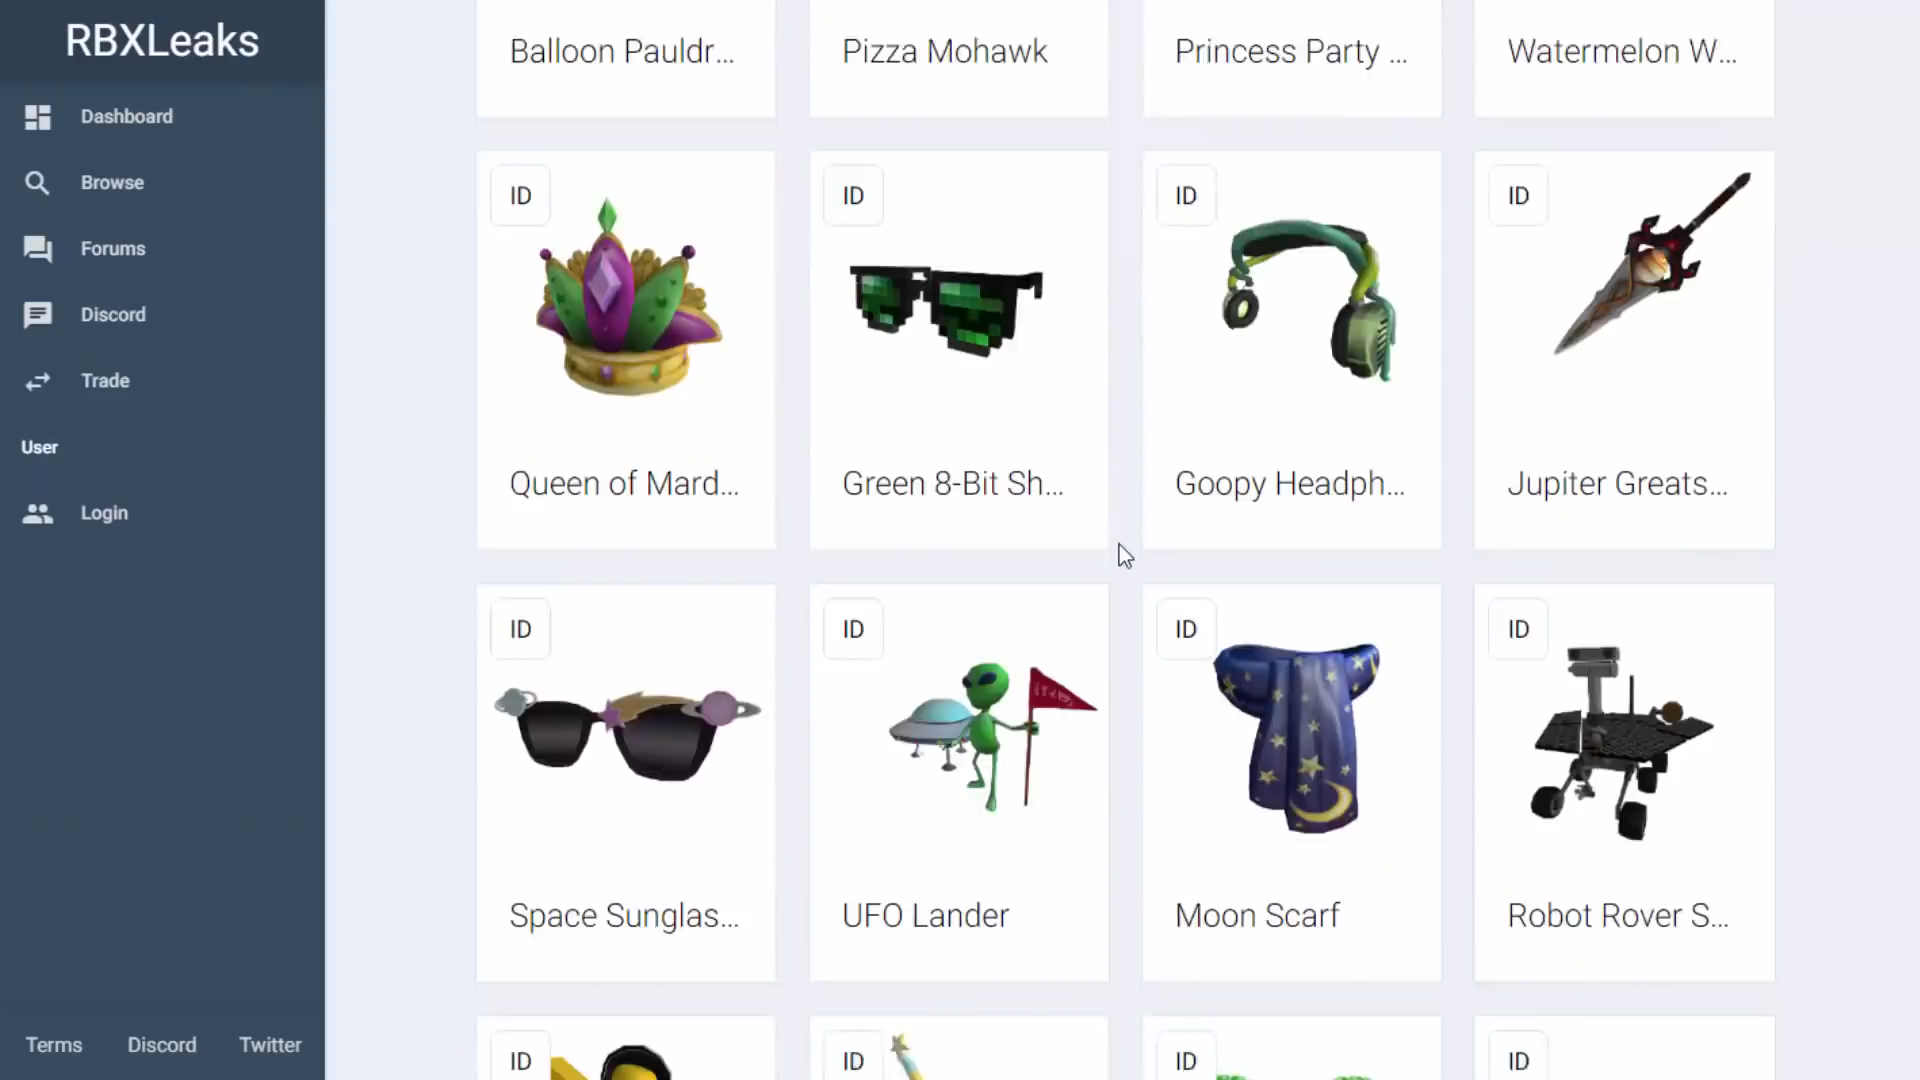 RBXLeaks
Dashboard
Browse
Forums
Discord
Trade
User
Login
Terms Discord Twitter
Balloon Pauldr... Pizza Mohawk Princess Party ... Watermelon W...
ID ID ID ID
Queen of Mard... Green 8-Bit Sh... Goopy Headph... Jupiter Greats...
ID ID ID ID
Space Sunglas... UFO Lander Moon Scarf Robot Rover S...
ID ID ID ID